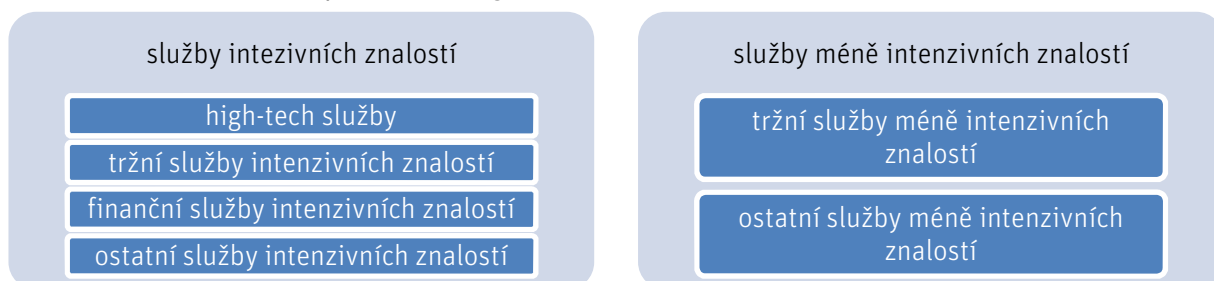 služby intezivních znalostí
high-tech služby
tržní služby intenzivních znalostí
finanční služby intenzivních znalostí
ostatní služby intenzivních znalostí
služby méně intenzivních znalostí
tržní služby méně intenzivních
znalostí
ostatní služby méně intenzivních
znalostí